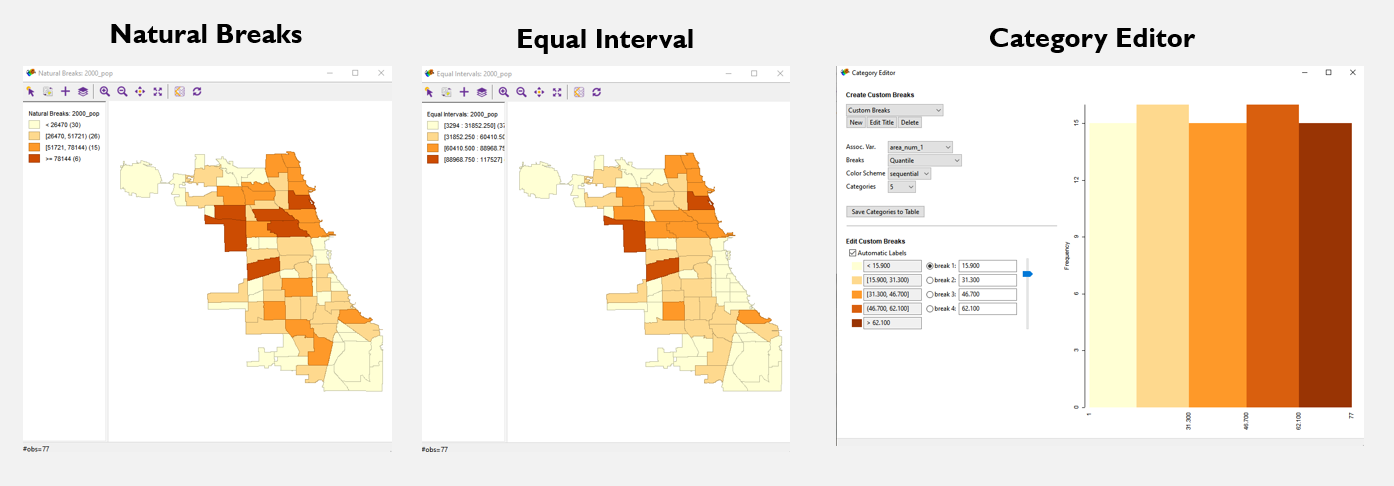 Natural Breaks
Equal Interval
Category Editor
Natural Breaks: 2000_pop
Natural Breaks: 2000_pop
< 26470 (30)
[26470, 51721) (26)
[51721, 78144) (15)
>= 78144 (6)
#obs=77
Equal Intervals: 2000_pop
Equal Intervals: 2000_pop
[3294 : 31852.250] (37
[31852.250 : 60410.50
[60410.500 : 88968.75
[88968.750 : 117527]
#obs=77
Category Editor
Create Custom Breaks
Custom Breaks
New Edit Title Delete
Assoc. Var. area_num_1
Breaks Quantile
Color Scheme sequential
Categories 5
Save Categories to Table
Edit Custom Breaks
Automatic Labels
< 15.900 break 1: 15.900
[15.900, 31.300) break 2: 31.300
[31.300, 46.700] break 3: 46.700
(46.700, 62.100] break 4: 62.100
> 62.100
Frequency
15
12
9
6
3
0
1 31.300 46.700 62.100 77